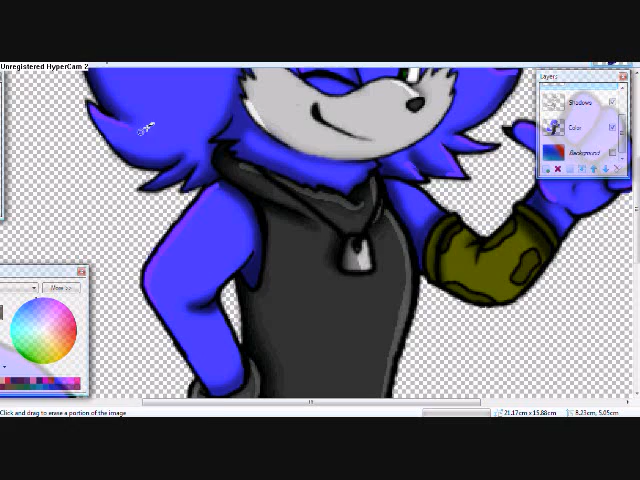 Unregistered HyperCam 2
Layers
Shadows
Color
Background
More >>
Click and drag to erase a portion of the image
21.17cm x 15.88cm
8.23cm, 5.05cm